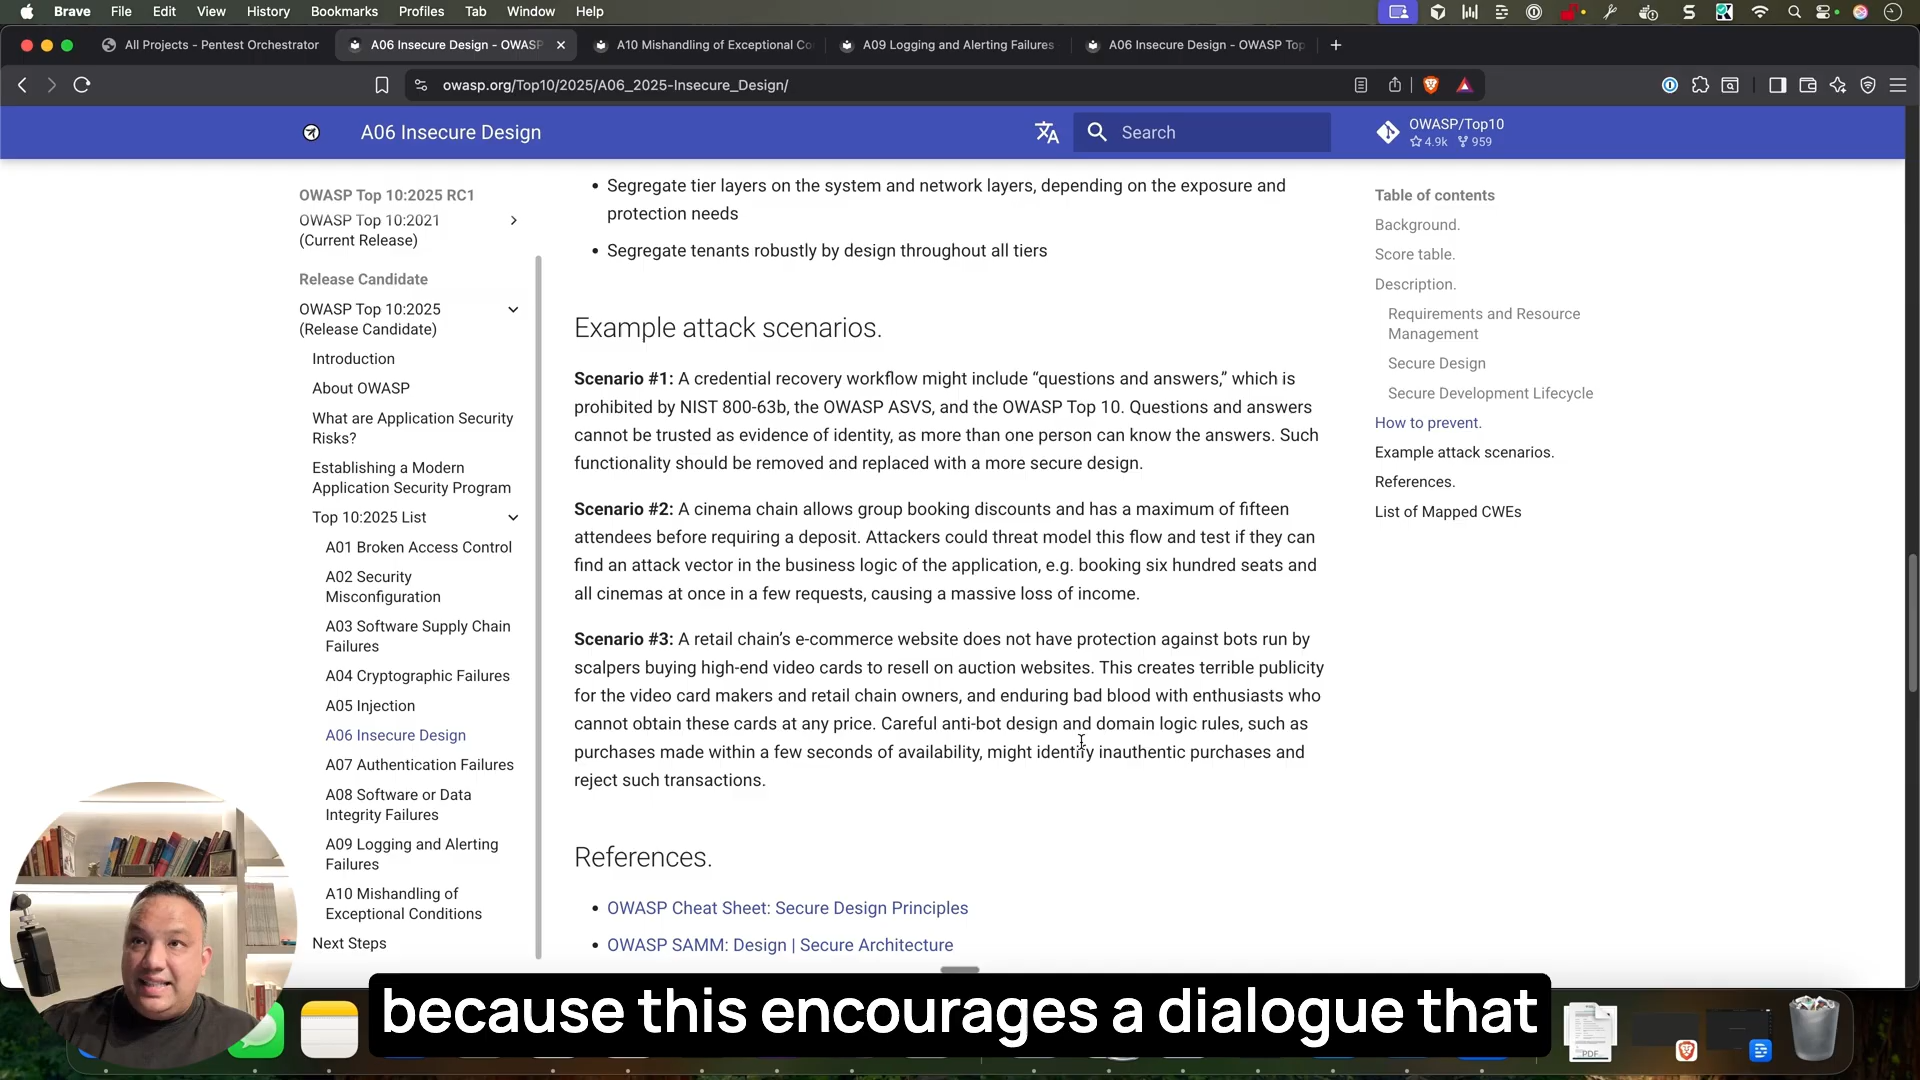 Brave File Edit View History Bookmarks Profiles Tab Window Help
All Projects - Pentest Orchestrator
A06 Insecure Design - OWASP
A10 Mishandling of Exceptional Co
A09 Logging and Alerting Failures
A06 Insecure Design - OWASP Top
owasp.org/Top10/2025/A06_2025-Insecure_Design/
A06 Insecure Design
Search
OWASP/Top10
4.9k 959
OWASP Top 10:2025 RC1
OWASP Top 10:2021
(Current Release)
Release Candidate
OWASP Top 10:2025
(Release Candidate)
Introduction
About OWASP
What are Application Security
Risks?
Establishing a Modern
Application Security Program
Top 10:2025 List
A01 Broken Access Control
A02 Security
Misconfiguration
A03 Software Supply Chain
Failures
A04 Cryptographic Failures
A05 Injection
A06 Insecure Design
A07 Authentication Failures
A08 Software or Data
Integrity Failures
A09 Logging and Alerting
Failures
A10 Mishandling of
Exceptional Conditions
Next Steps
• Segregate tier layers on the system and network layers, depending on the exposure and
protection needs
• Segregate tenants robustly by design throughout all tiers
Example attack scenarios.
Scenario #1: A credential recovery workflow might include “questions and answers,” which is
prohibited by NIST 800-63b, the OWASP ASVS, and the OWASP Top 10. Questions and answers
cannot be trusted as evidence of identity, as more than one person can know the answers. Such
functionality should be removed and replaced with a more secure design.
Scenario #2: A cinema chain allows group booking discounts and has a maximum of fifteen
attendees before requiring a deposit. Attackers could threat model this flow and test if they can
find an attack vector in the business logic of the application, e.g. booking six hundred seats and
all cinemas at once in a few requests, causing a massive loss of income.
Scenario #3: A retail chain’s e-commerce website does not have protection against bots run by
scalpers buying high-end video cards to resell on auction websites. This creates terrible publicity
for the video card makers and retail chain owners, and enduring bad blood with enthusiasts who
cannot obtain these cards at any price. Careful anti-bot design and domain logic rules, such as
purchases made within a few seconds of availability, might identify inauthentic purchases and
reject such transactions.
References.
• OWASP Cheat Sheet: Secure Design Principles
• OWASP SAMM: Design | Secure Architecture
Table of contents
Background.
Score table.
Description.
Requirements and Resource
Management
Secure Design
Secure Development Lifecycle
How to prevent.
Example attack scenarios.
References.
List of Mapped CWEs
because this encourages a dialogue that
PDF